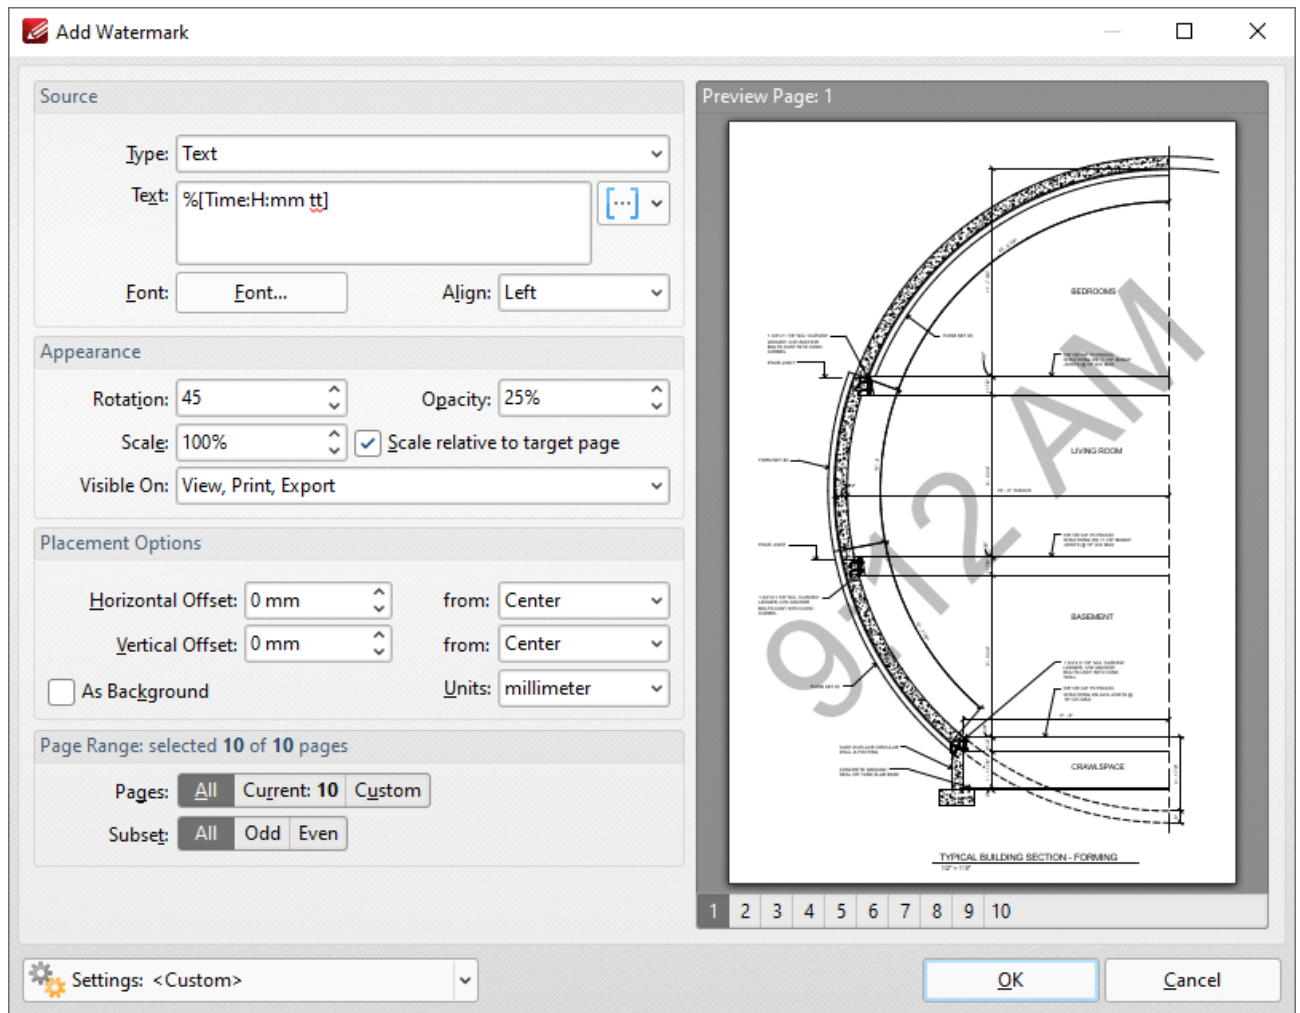 Add Watermark
Source
Type: Text
Text: %[Time:H:mm tt]
Font: Font...
Align: Left
Appearance
Rotation: 45
Opacity: 25%
Scale: 100%
Scale relative to target page
Visible On: View, Print, Export
Placement Options
Horizontal Offset: 0 mm
from: Center
Vertical Offset: 0 mm
from: Center
As Background
Units: millimeter
Page Range: selected 10 of 10 pages
Pages: All Current: 10 Custom
Subset: All Odd Even
Preview Page: 1
BEDROOMS
LIVING ROOM
BASEMENT
CRAWLSPACE
912 AM
TYPICAL BUILDING SECTION - FORMING
1 2 3 4 5 6 7 8 9 10
Settings: <Custom>
OK
Cancel